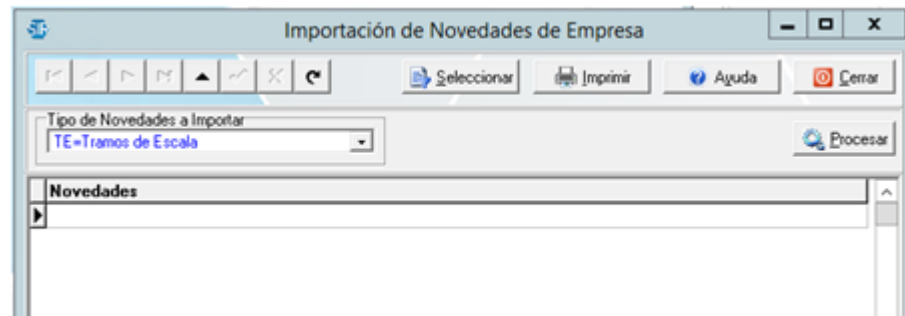 Importación de Novedades de Empresa
Seleccionar Imprimir Ayuda Cerrar
Tipo de Novedades a Importar
TE=Tramos de Escala
Procesar
Novedades